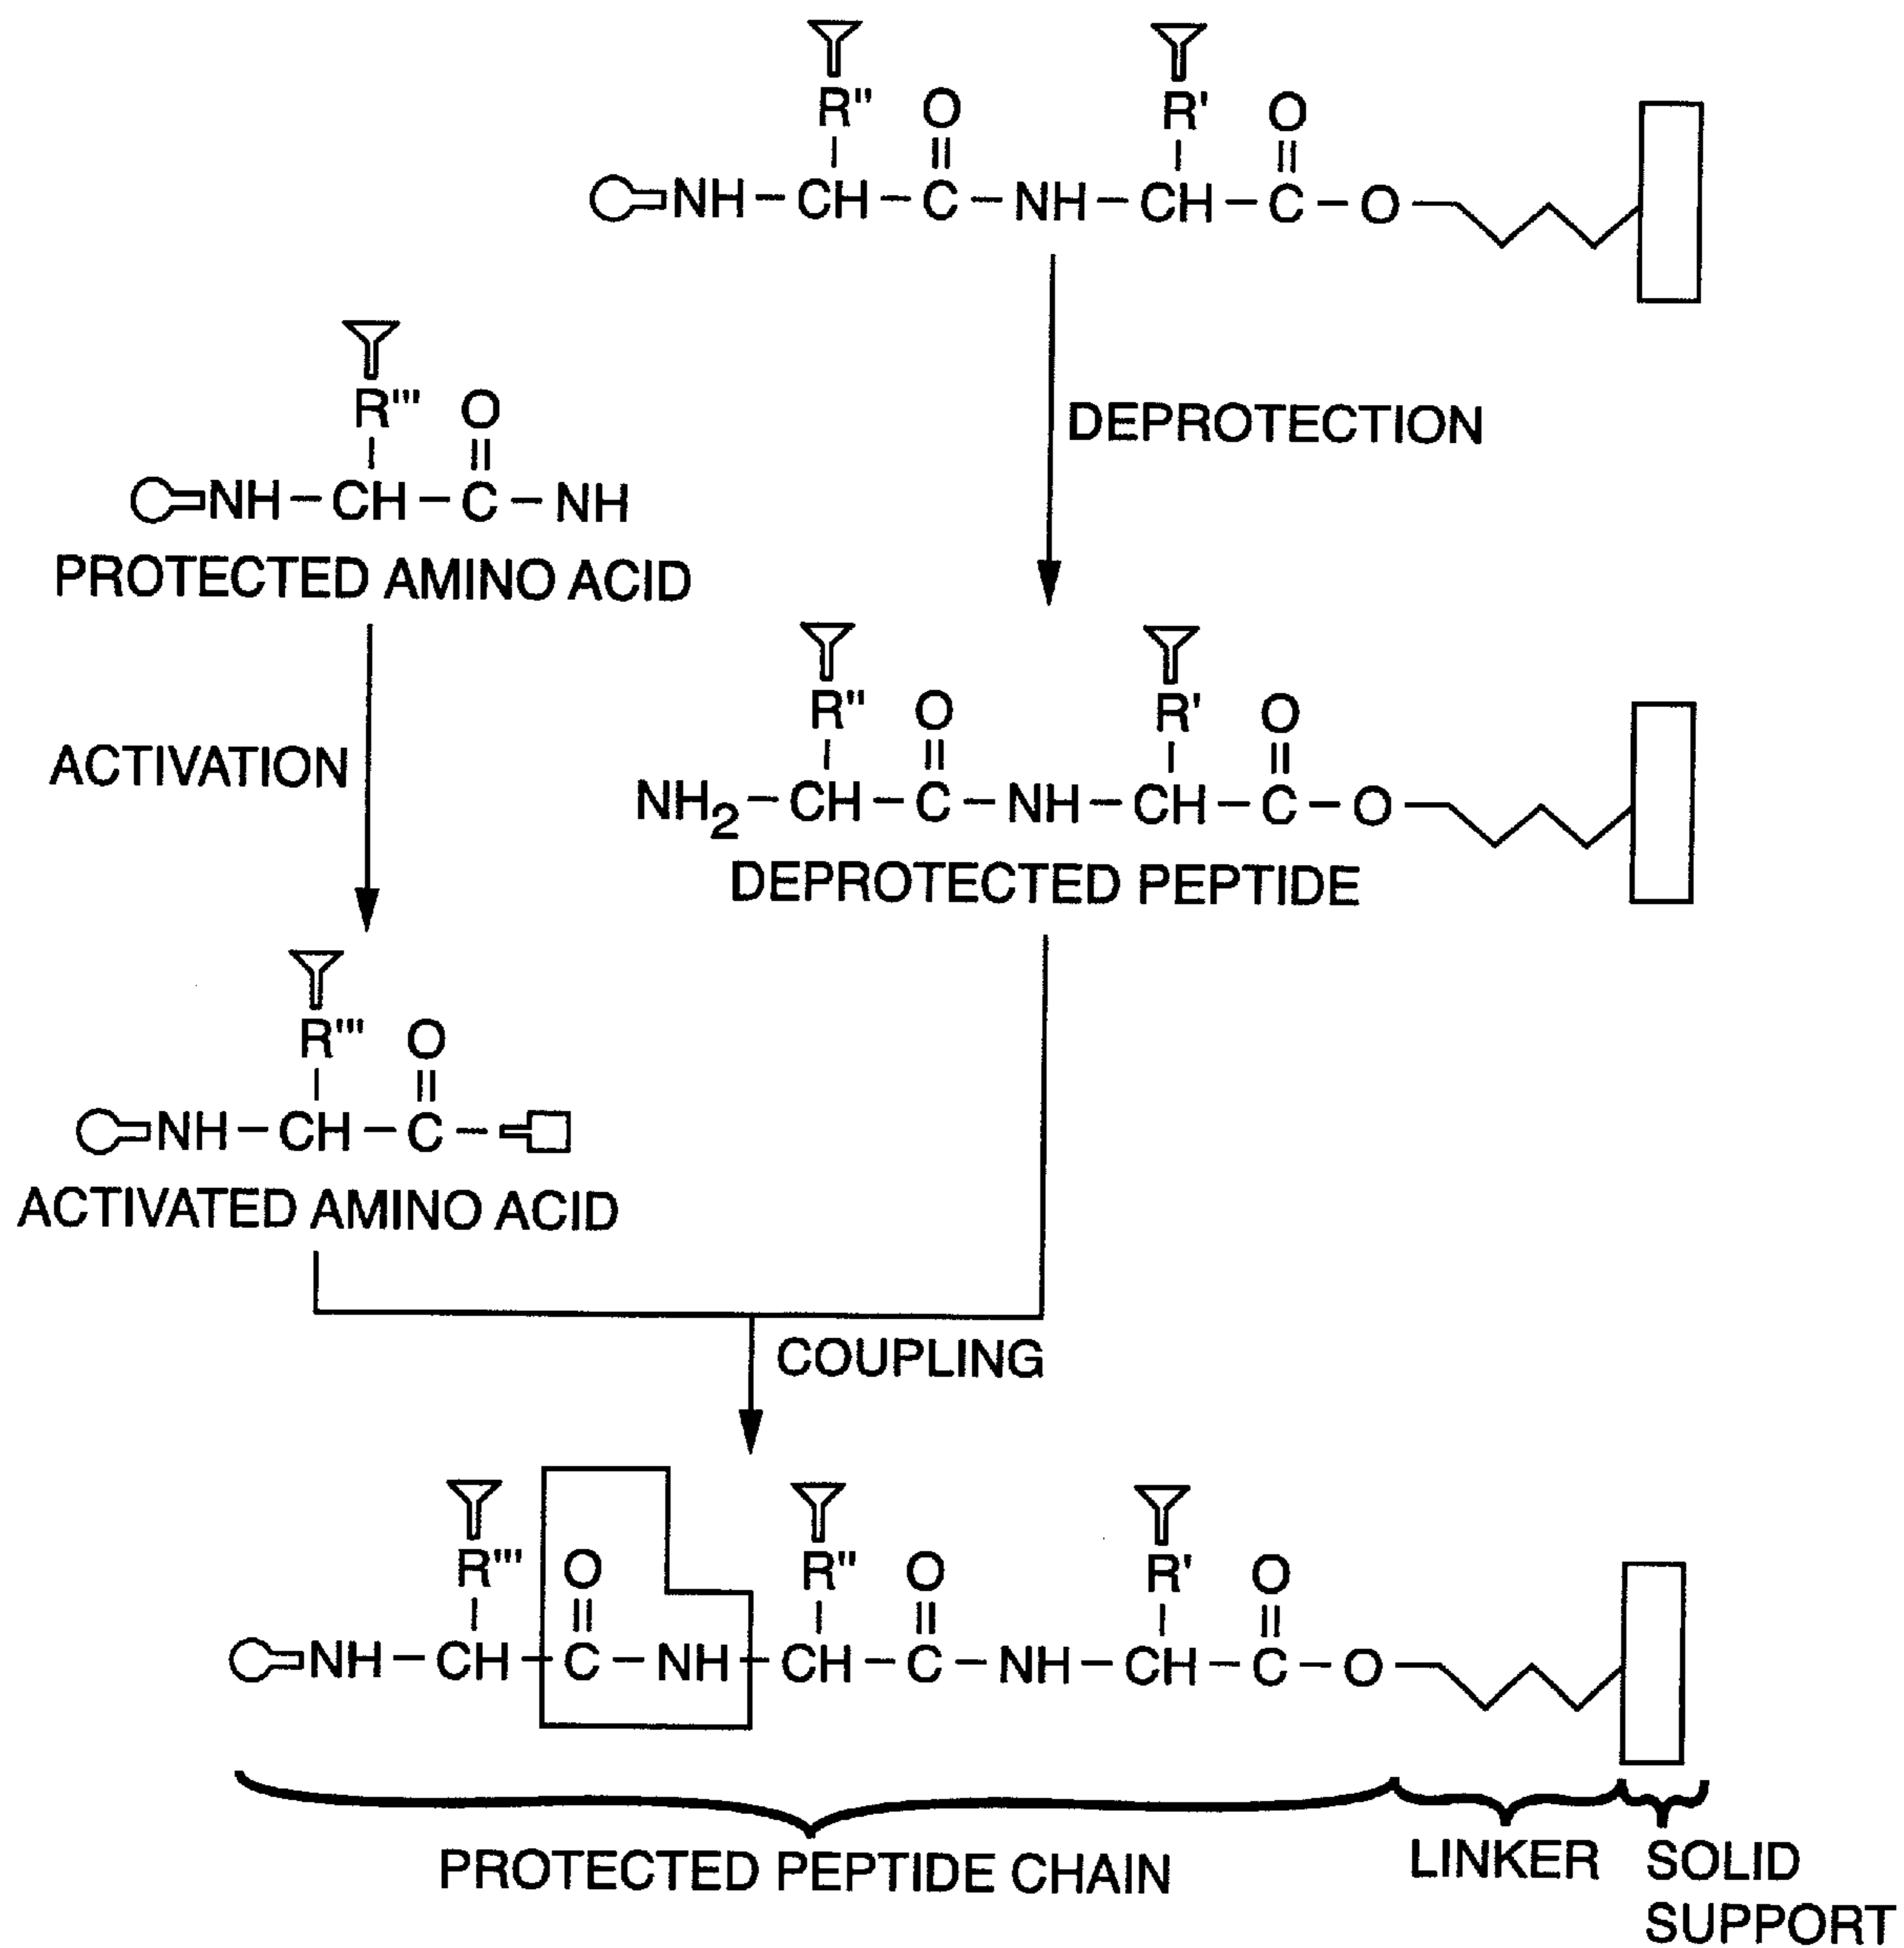 R" O R' O
NH-CH-C-NH-CH-C-O
R''' O
NH-CH-C-NH
DEPROTECTION
PROTECTED AMINO ACID
R" O R' O
ACTIVATION
NH2-CH-C-NH-CH-C-O
DEPROTECTED PEPTIDE
R''' O
NH-CH-C-
ACTIVATED AMINO ACID
COUPLING
R''' O R" O R' O
NH-CH-C-NH-CH-C-NH-CH-C-O
PROTECTED PEPTIDE CHAIN
LINKER
SOLID
SUPPORT